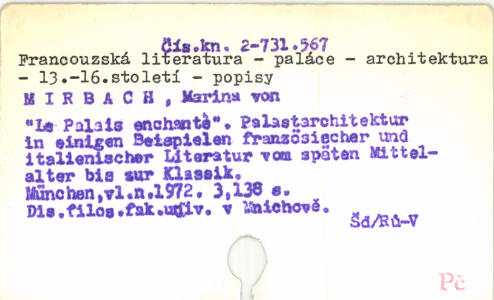 Čís.kn. 2-731.567
Francouzská literatura - paláce - architektura
- 13.-16.století - popisy
M I R B A C H , Marina von
"Le Palais enchantè". Palastarchitektur
in einigen Beispielen französischer und
italienischer Literatur vom späten Mittel-
alter bis zur Klassik.
München,vl.n.1972. 3,138 s.
Dis.filos.fak.univ. v Mnichově.
Šd/Rů-V
Pč